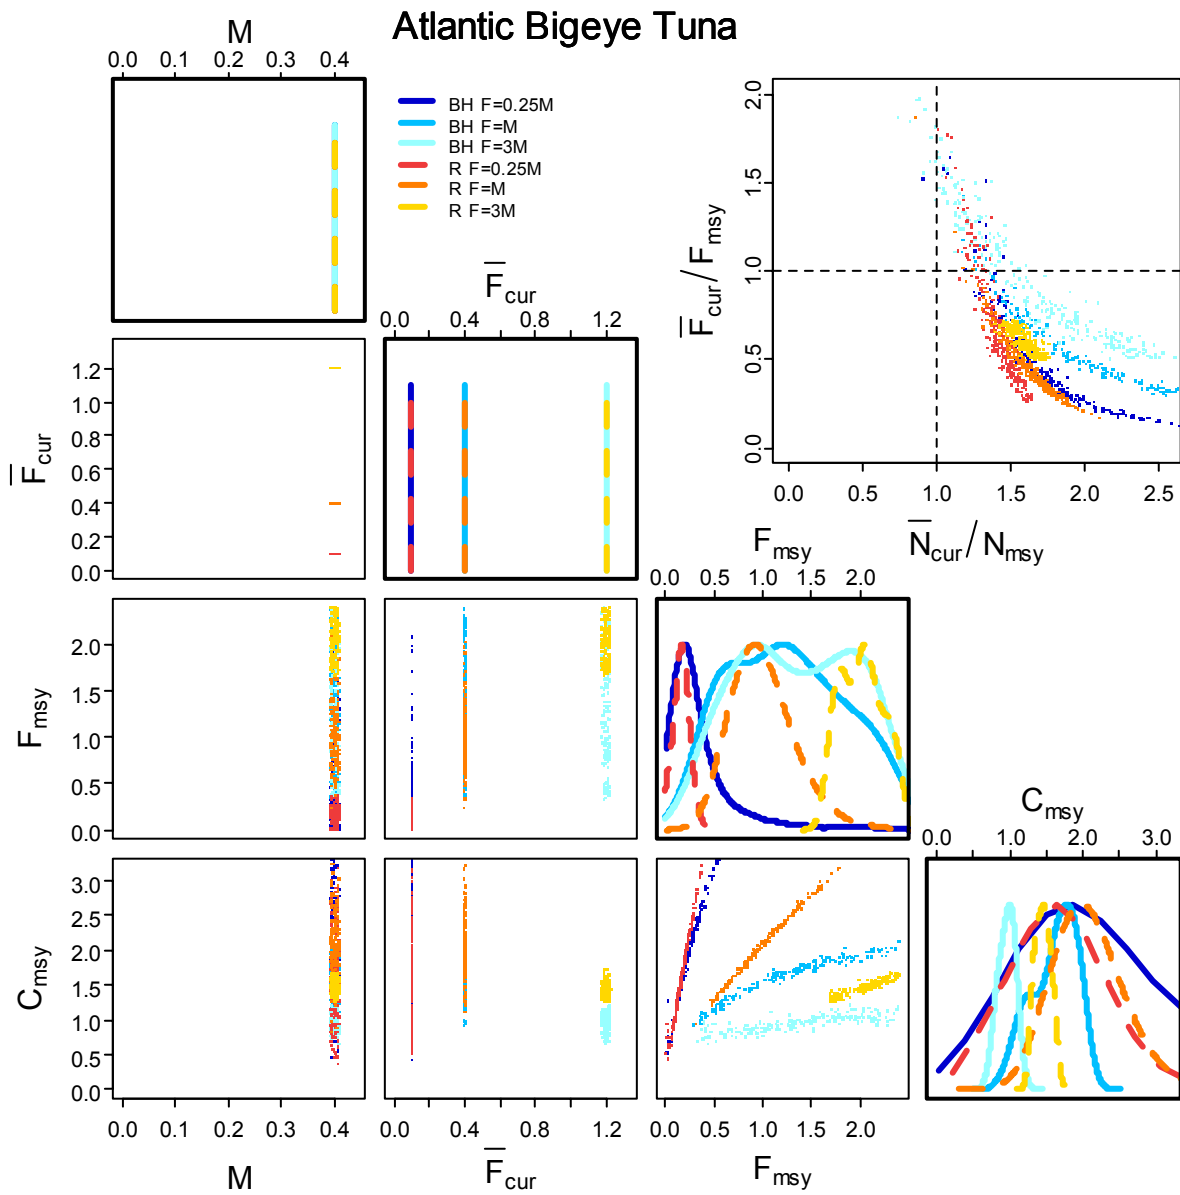 Atlantic Bigeye Tuna
M
0.0 0.1 0.2 0.3 0.4
BH F=0.25M
BH F=M
BH F=3M
R F=0.25M
R F=M
R F=3M
2.0
1.5
1.0
0.5
0.0
F̅cur / Fmsy
0.0 0.5 1.0 1.5 2.0 2.5
N̅cur / Nmsy
F̅cur
0.0 0.4 0.8 1.2
1.2
1.0
0.8
0.6
0.4
0.2
0.0
F̅cur
Fmsy
0.0 0.5 1.0 2.0
2.0
1.5
1.0
0.5
0.0
Fmsy
Cmsy
0.0 1.0 2.0 3.0
3.0
2.5
2.0
1.5
1.0
0.5
0.0
Cmsy
0.0 0.1 0.2 0.3 0.4
M
0.0 0.4 0.8 1.2
F̅cur
0.0 0.5 1.0 2.0
Fmsy